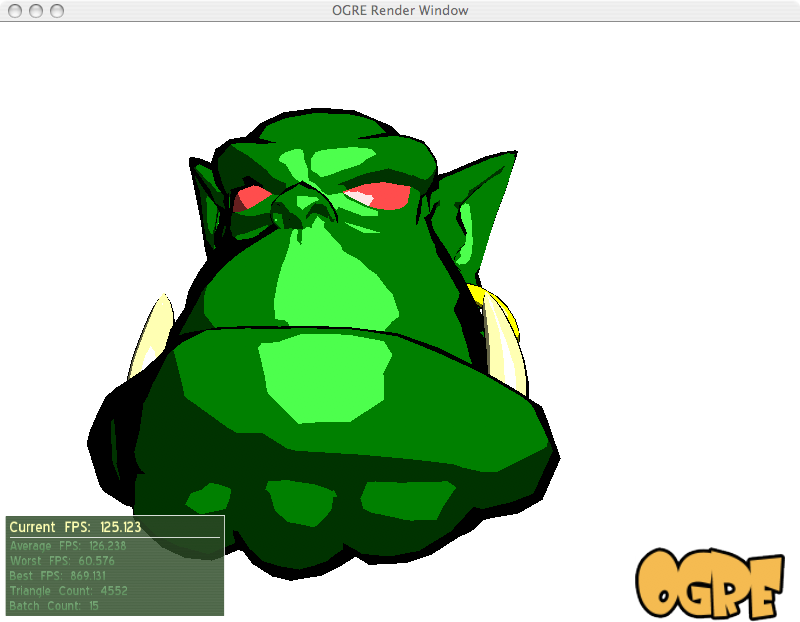 OGRE Render Window
Current FPS: 125.123
Average FPS: 126.238
Worst FPS: 60.576
Best FPS: 869.131
Triangle Count: 4552
Batch Count: 15
OGRE